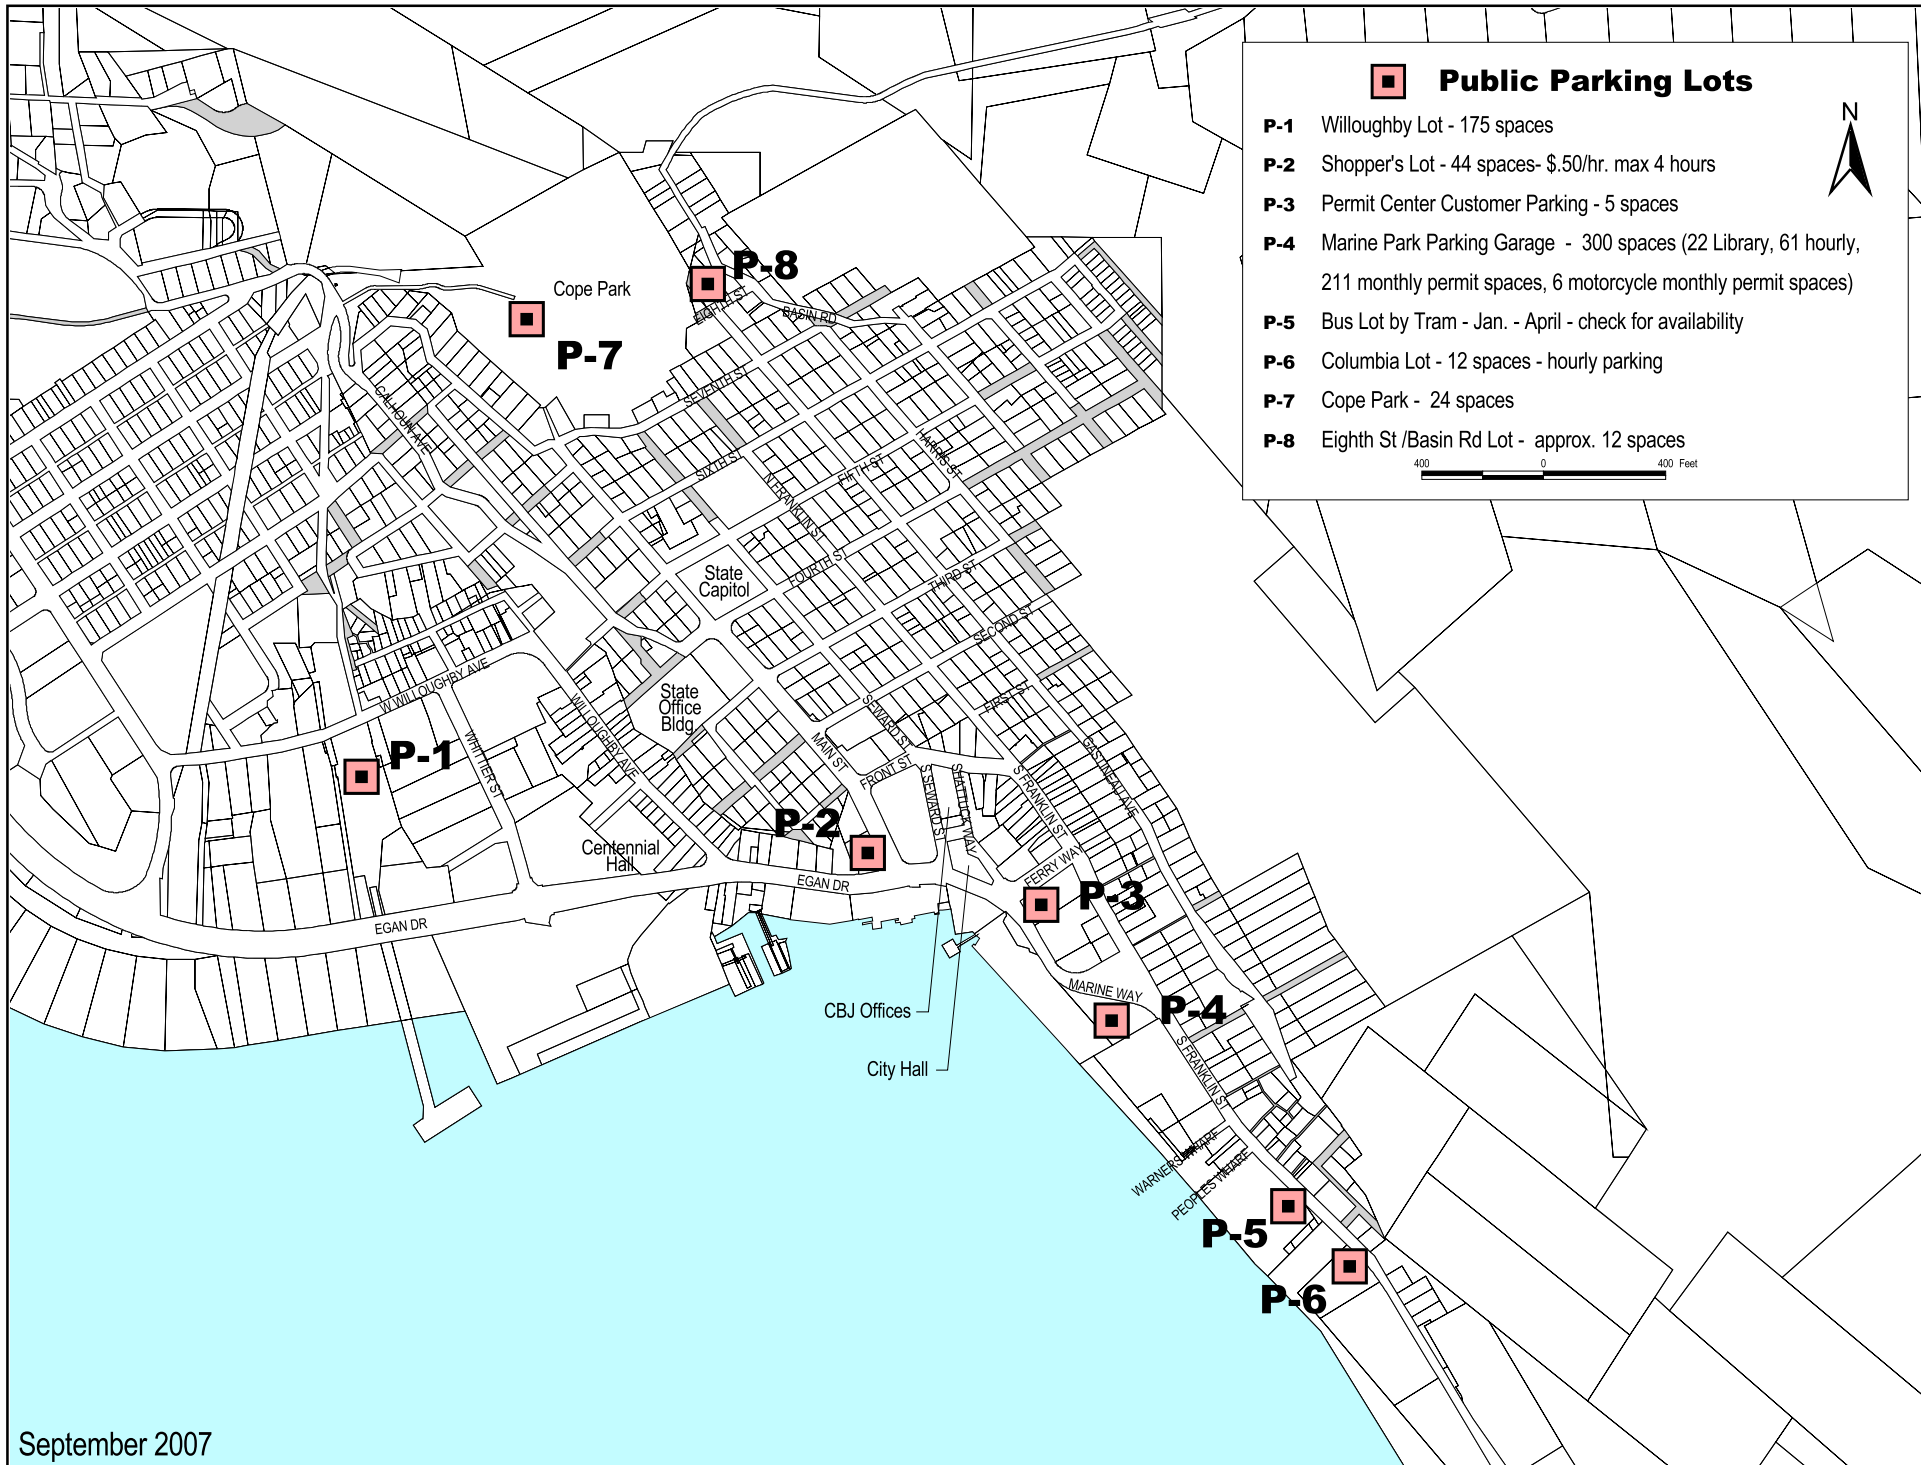 Public Parking Lots
N
P-1 Willoughby Lot - 175 spaces
P-2 Shopper's Lot - 44 spaces- $.50/hr. max 4 hours
P-3 Permit Center Customer Parking - 5 spaces
P-4 Marine Park Parking Garage - 300 spaces (22 Library, 61 hourly,
211 monthly permit spaces, 6 motorcycle monthly permit spaces)
P-5 Bus Lot by Tram - Jan. - April - check for availability
P-6 Columbia Lot - 12 spaces - hourly parking
P-7 Cope Park - 24 spaces
P-8 Eighth St /Basin Rd Lot - approx. 12 spaces
400 0 400 Feet
P-8
Cope Park
EIGHTH ST
BASIN RD
P-7
SEVENTH ST
CALHOUN AVE
HARRIS ST
SIXTH ST
FIFTH ST
N FRANKLIN ST
FOURTH ST
State
Capitol
THIRD ST
SECOND ST
W WILLOUGHBY AVE
State
Office
Bldg
FIRST ST
WILLOUGHBY AVE
SEWARD ST
MAIN ST
WHITTIER ST
P-1
FRONT ST
S SEWARD ST
SHATTUCK WAY
S FRANKLIN ST
GASTINEAU AVE
P-2
Centennial
Hall
EGAN DR
FERRY WAY
P-3
EGAN DR
MARINE WAY
CBJ Offices
P-4
City Hall
S FRANKLIN ST
WARNERS WHARF
PEOPLES WHARF
P-5
P-6
September 2007